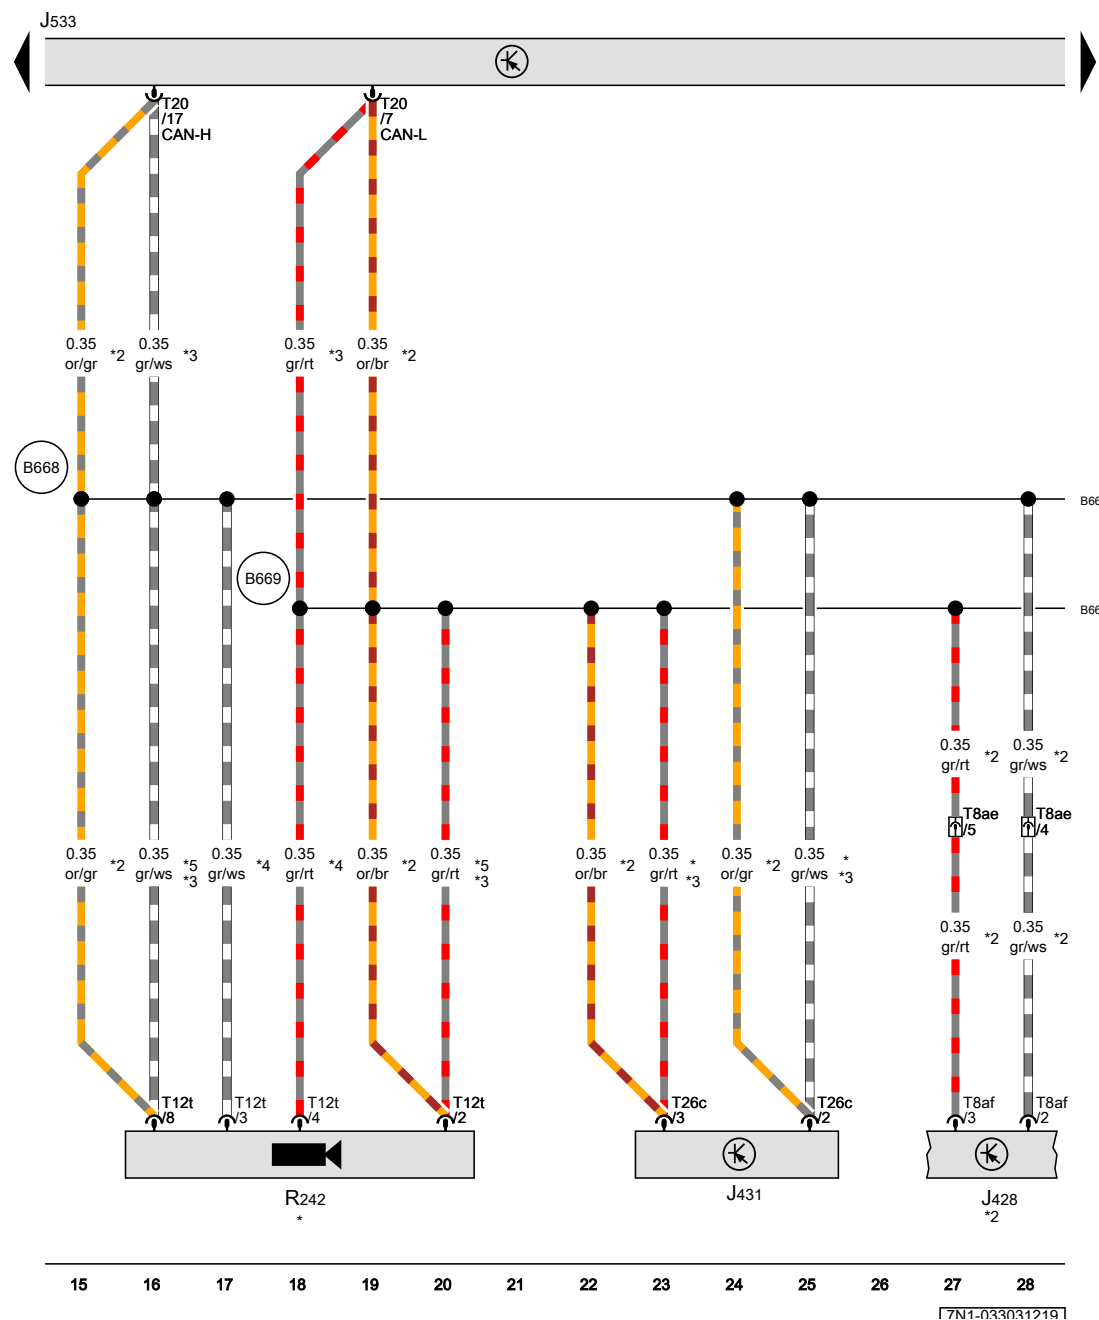 J533
T20
/17
CAN-H
T20
/7
CAN-L
0.35
or/gr
*2
0.35
gr/ws
*3
0.35
gr/rt
*3
0.35
or/br
*2
B668
B66
B669
B66
0.35
gr/rt
*2
0.35
gr/ws
*2
T8ae
/5
T8ae
/4
0.35
or/gr
*2
0.35
gr/ws
*5
*3
0.35
gr/ws
*4
0.35
gr/rt
*4
0.35
or/br
*2
0.35
gr/rt
*5
*3
0.35
or/br
*2
0.35
gr/rt
*
*3
0.35
or/gr
*2
0.35
gr/ws
*
*3
0.35
gr/rt
*2
0.35
gr/ws
*2
T12t
/8
T12t
/3
T12t
/4
T12t
/2
T26c
/3
T26c
/2
T8af
/3
T8af
/2
R242
*
J431
J428
*2
15 16 17 18 19 20 21 22 23 24 25 26 27 28
7N1-033031219